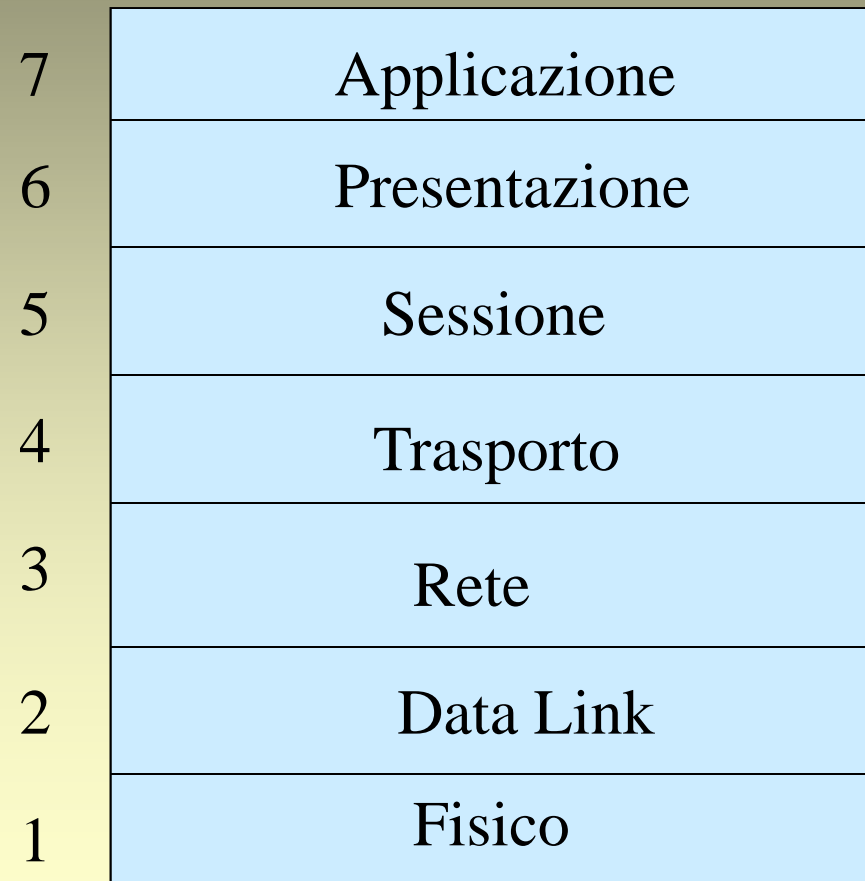 7 Applicazione
6 Presentazione
5 Sessione
4 Trasporto
3 Rete
2 Data Link
1 Fisico